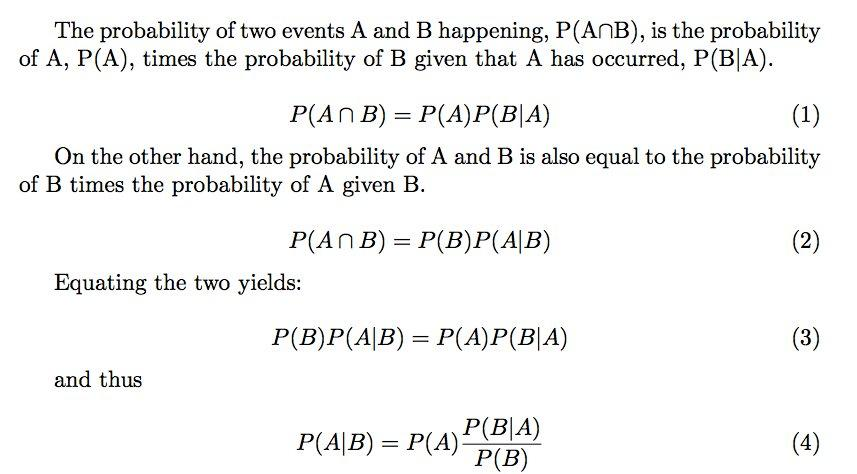 The probability of two events A and B happening, P(A∩B), is the probability
of A, P(A), times the probability of B given that A has occurred, P(B|A).
P(A ∩ B) = P(A)P(B|A) (1)
On the other hand, the probability of A and B is also equal to the probability
of B times the probability of A given B.
P(A ∩ B) = P(B)P(A|B) (2)
Equating the two yields:
P(B)P(A|B) = P(A)P(B|A) (3)
and thus
P(A|B) = P(A) P(B|A) / P(B) (4)